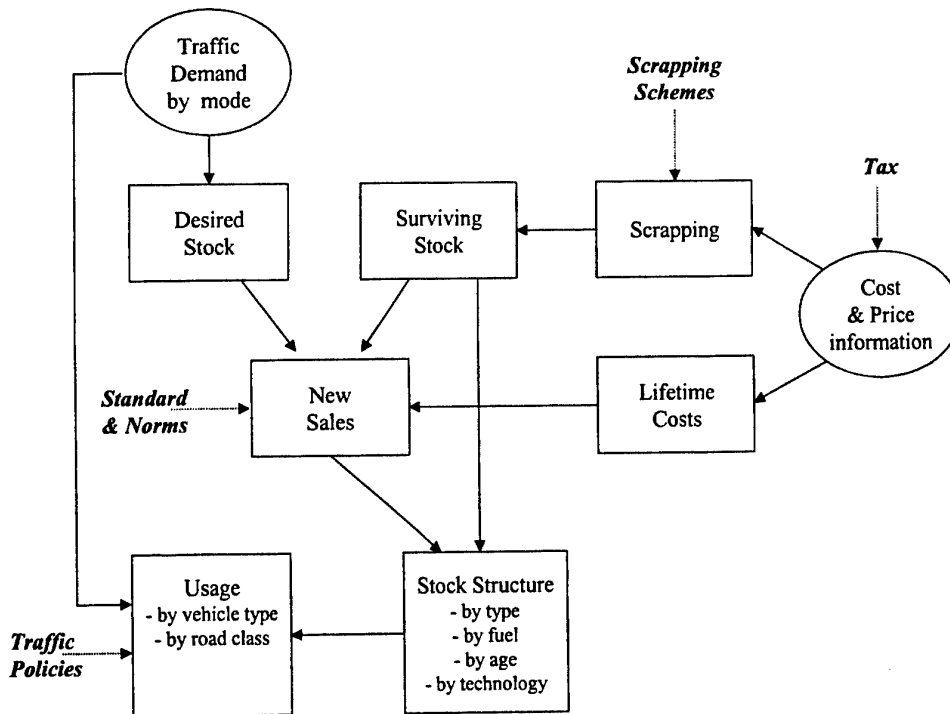 Traffic
Demand
by mode
Scrapping
Schemes
Tax
Desired
Stock
Surviving
Stock
Scrapping
Cost
& Price
information
Standard
& Norms
New
Sales
Lifetime
Costs
Usage
- by vehicle type
- by road class
Stock Structure
- by type
- by fuel
- by age
- by technology
Traffic
Policies